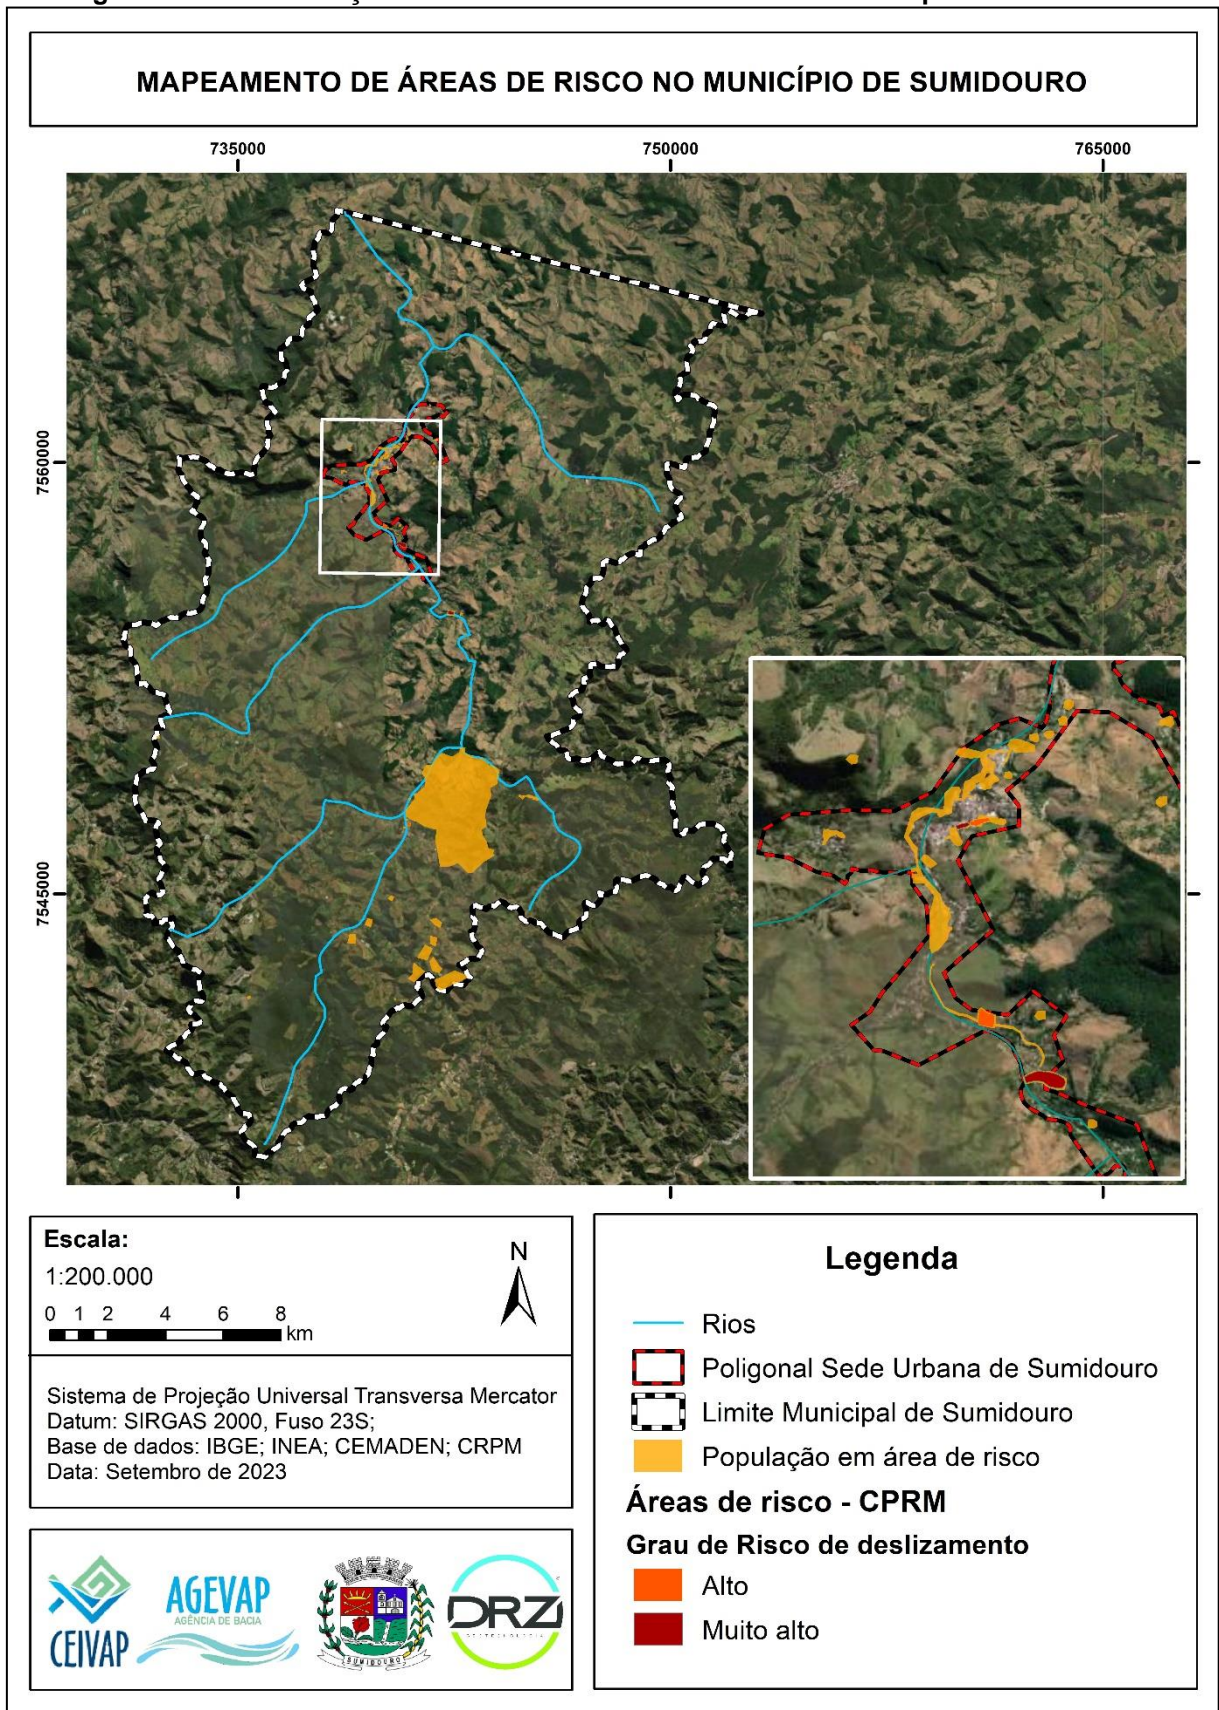 MAPEAMENTO DE ÁREAS DE RISCO NO MUNICÍPIO DE SUMIDOURO
735000
750000
765000
7560000
7545000
Escala:
1:200.000
0 1 2 4 6 8
km
N
Sistema de Projeção Universal Transversa Mercator
Datum: SIRGAS 2000, Fuso 23S;
Base de dados: IBGE; INEA; CEMADEN; CRPM
Data: Setembro de 2023
CEIVAP
AGEVAP
AGÊNCIA DE BACIA
SUMIDOURO
DRZ
Legenda
Rios
Poligonal Sede Urbana de Sumidouro
Limite Municipal de Sumidouro
População em área de risco
Áreas de risco - CPRM
Grau de Risco de deslizamento
Alto
Muito alto